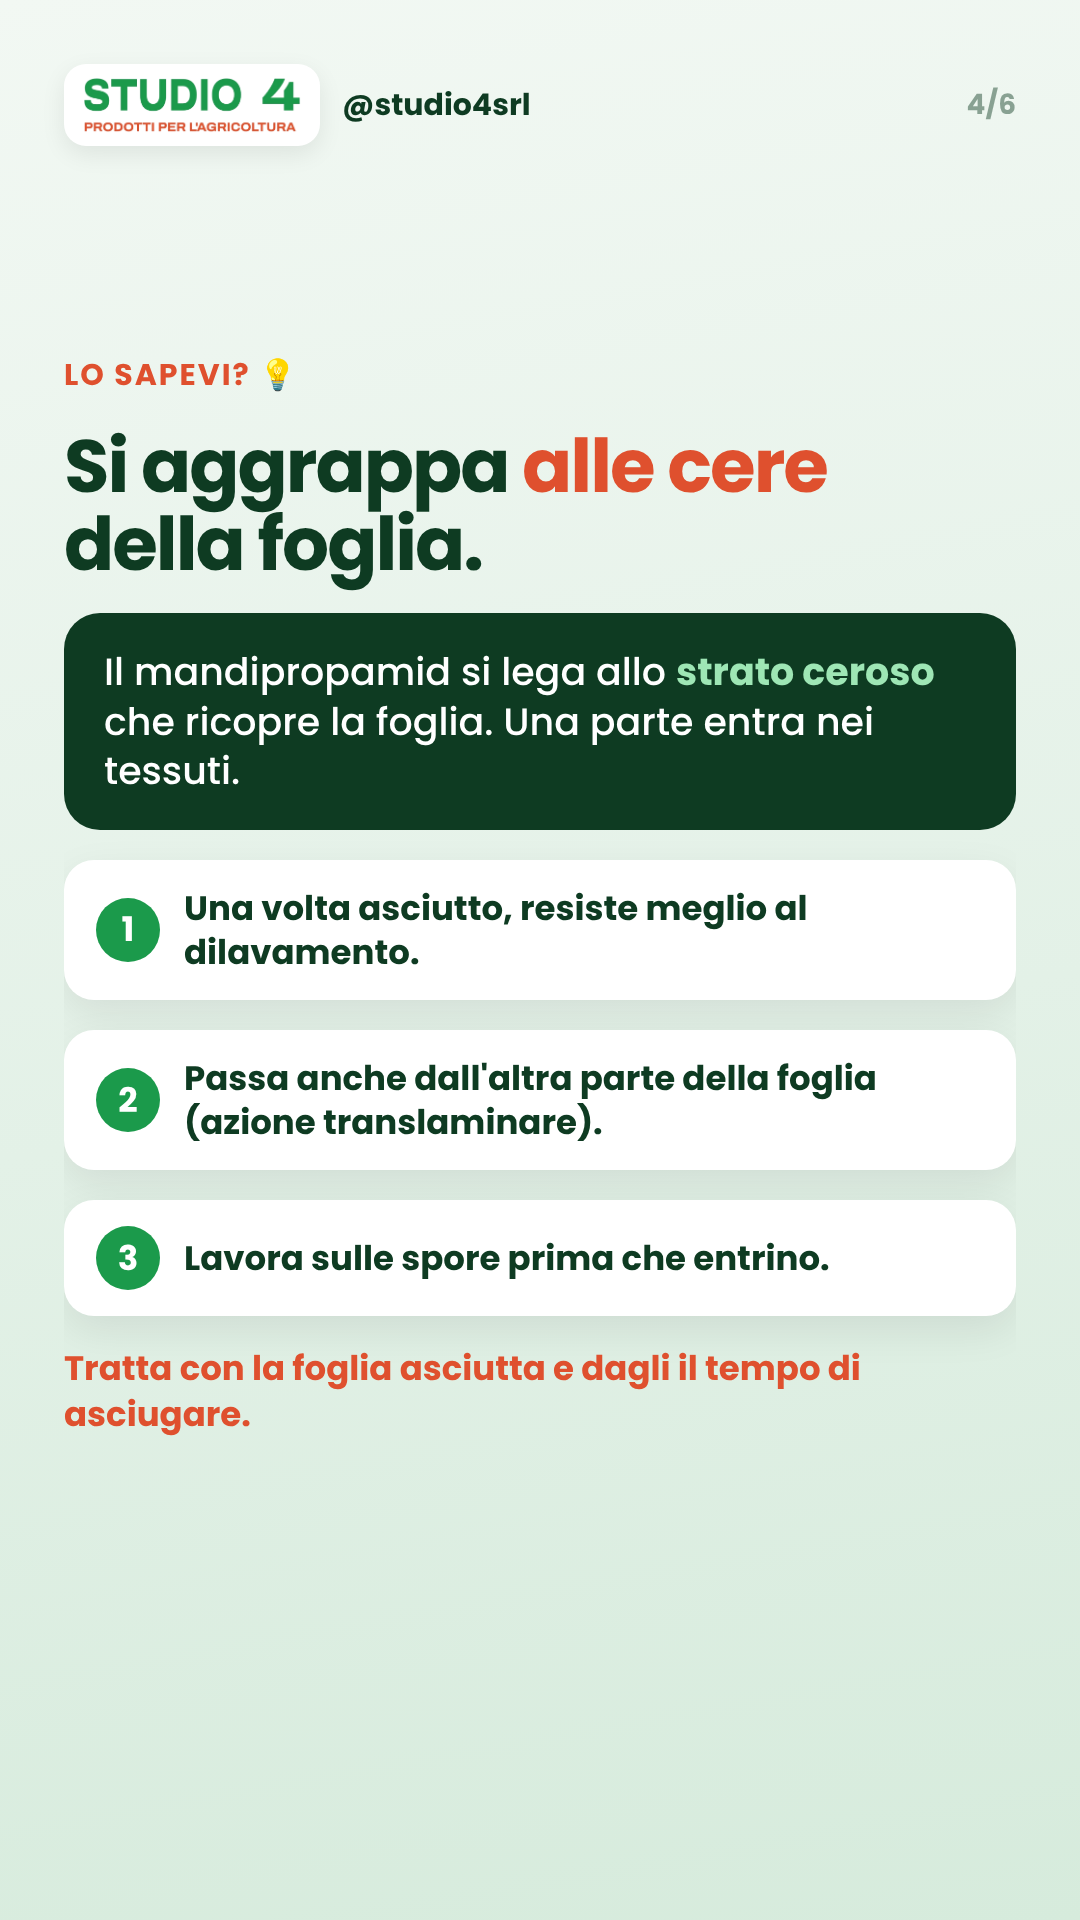 STUDIO 4
PRODOTTI PER L'AGRICOLTURA
@studio4srl
4/6
LO SAPEVI? 💡
Si aggrappa alle cere
della foglia.
Il mandipropamid si lega allo strato ceroso
che ricopre la foglia. Una parte entra nei
tessuti.
1
Una volta asciutto, resiste meglio al
dilavamento.
2
Passa anche dall'altra parte della foglia
(azione translaminare).
3
Lavora sulle spore prima che entrino.
Tratta con la foglia asciutta e dagli il tempo di
asciugare.